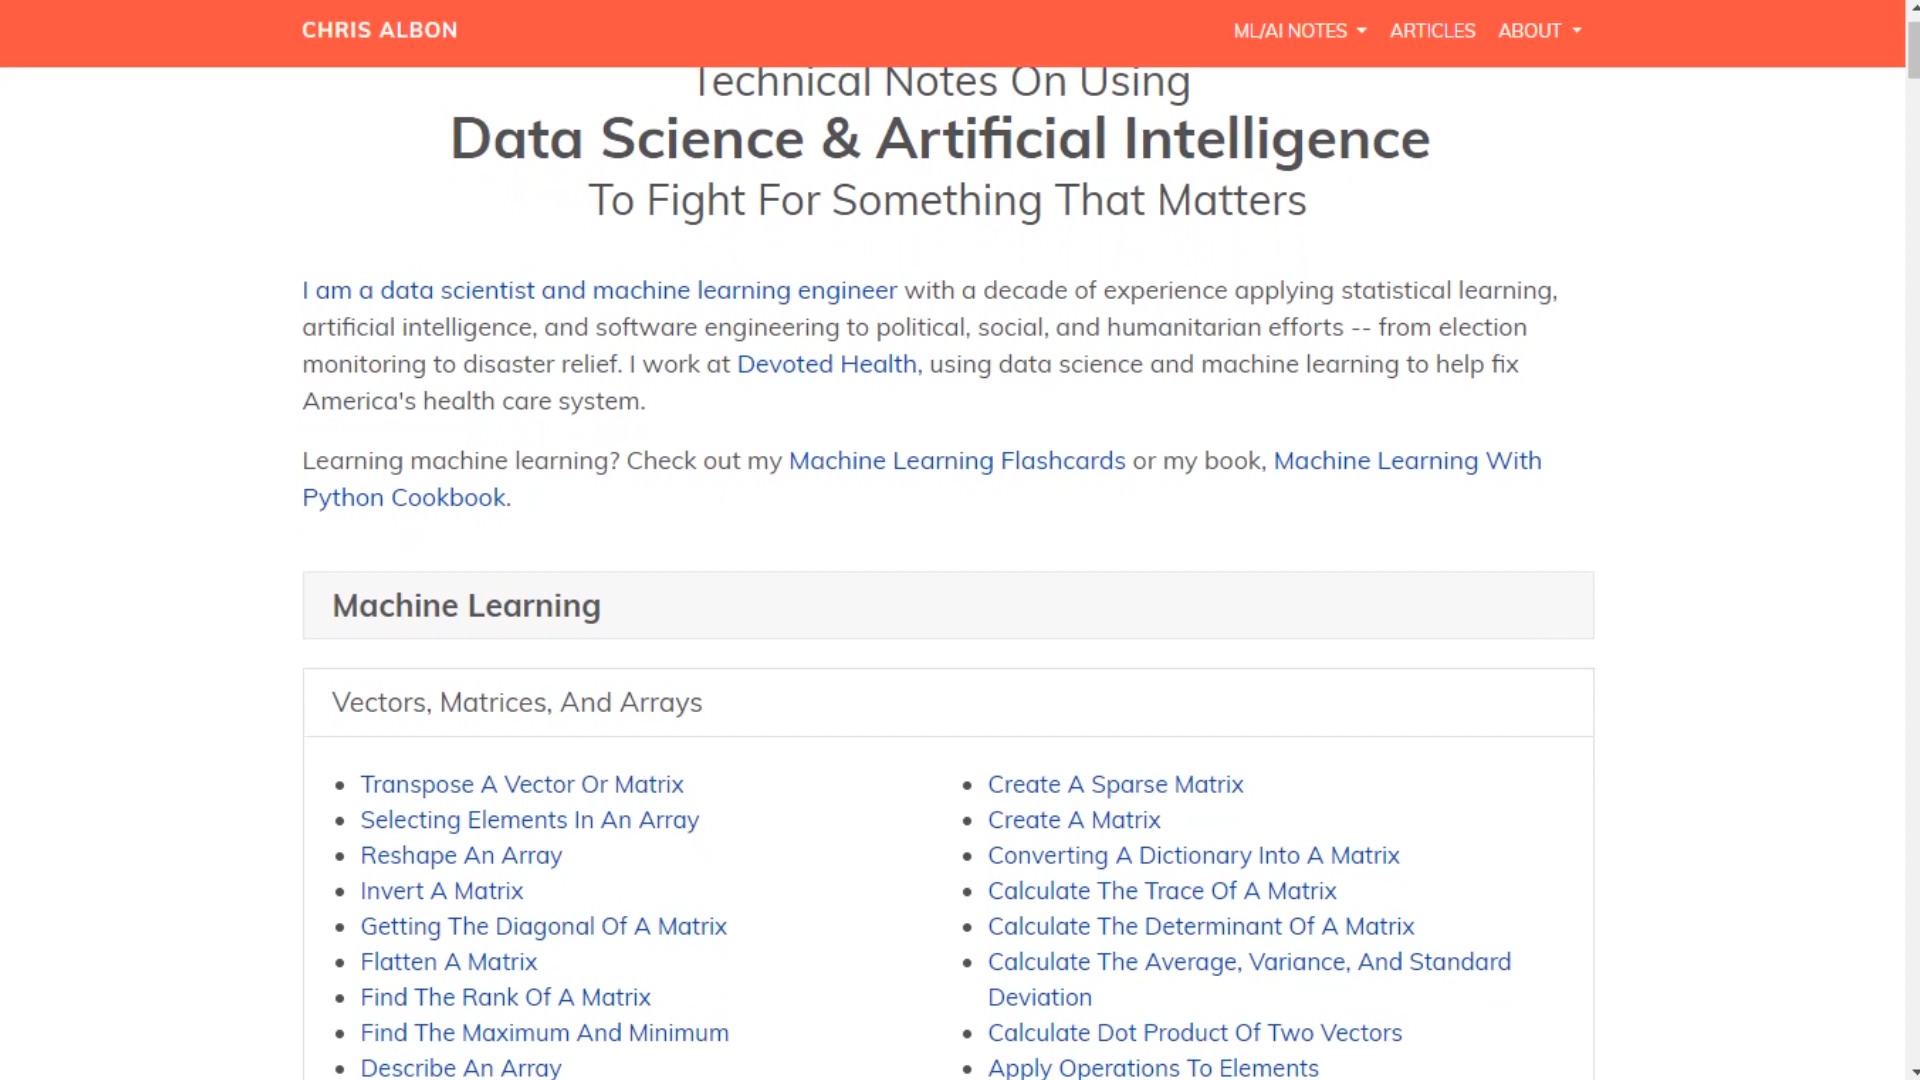 CHRIS ALBON
ML/AI NOTES
ARTICLES
ABOUT
Technical Notes On Using
Data Science & Artificial Intelligence
To Fight For Something That Matters
I am a data scientist and machine learning engineer with a decade of experience applying statistical learning,
artificial intelligence, and software engineering to political, social, and humanitarian efforts -- from election
monitoring to disaster relief. I work at Devoted Health, using data science and machine learning to help fix
America's health care system.
Learning machine learning? Check out my Machine Learning Flashcards or my book, Machine Learning With
Python Cookbook.
Machine Learning
Vectors, Matrices, And Arrays
Transpose A Vector Or Matrix
Selecting Elements In An Array
Reshape An Array
Invert A Matrix
Getting The Diagonal Of A Matrix
Flatten A Matrix
Find The Rank Of A Matrix
Find The Maximum And Minimum
Describe An Array
Create A Sparse Matrix
Create A Matrix
Converting A Dictionary Into A Matrix
Calculate The Trace Of A Matrix
Calculate The Determinant Of A Matrix
Calculate The Average, Variance, And Standard
Deviation
Calculate Dot Product Of Two Vectors
Apply Operations To Elements